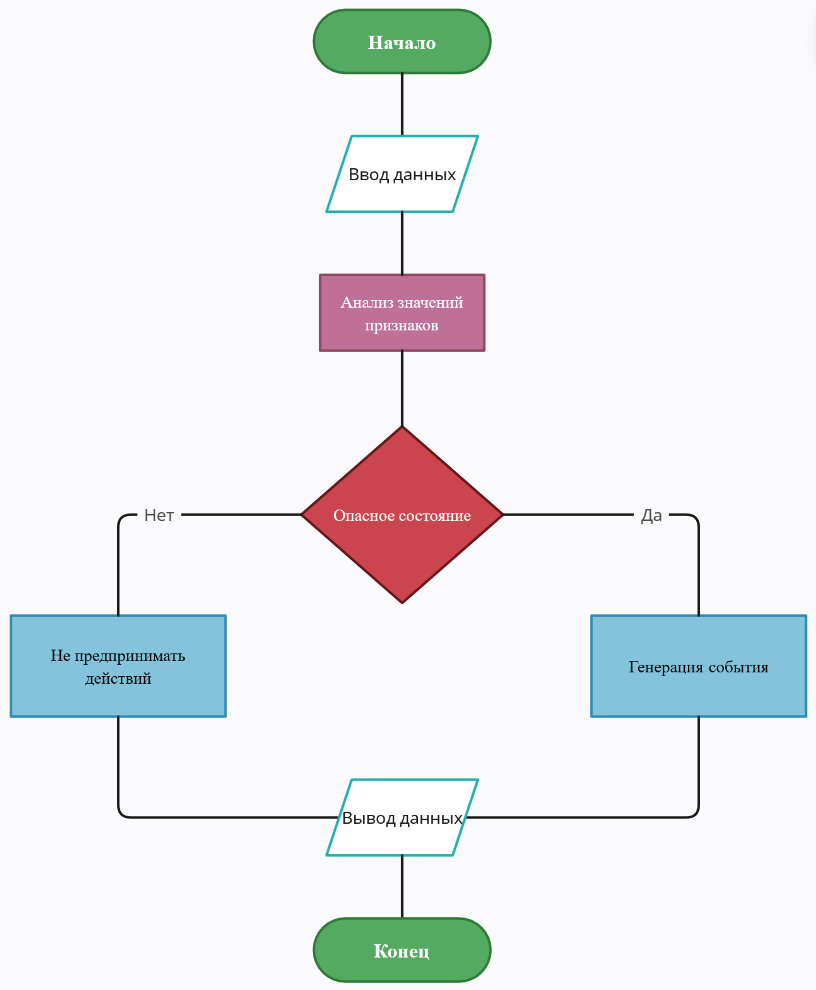 Начало
Ввод данных
Анализ значений
признаков
Опасное состояние
Нет
Да
Не предпринимать
действий
Генерация события
Вывод данных
Конец